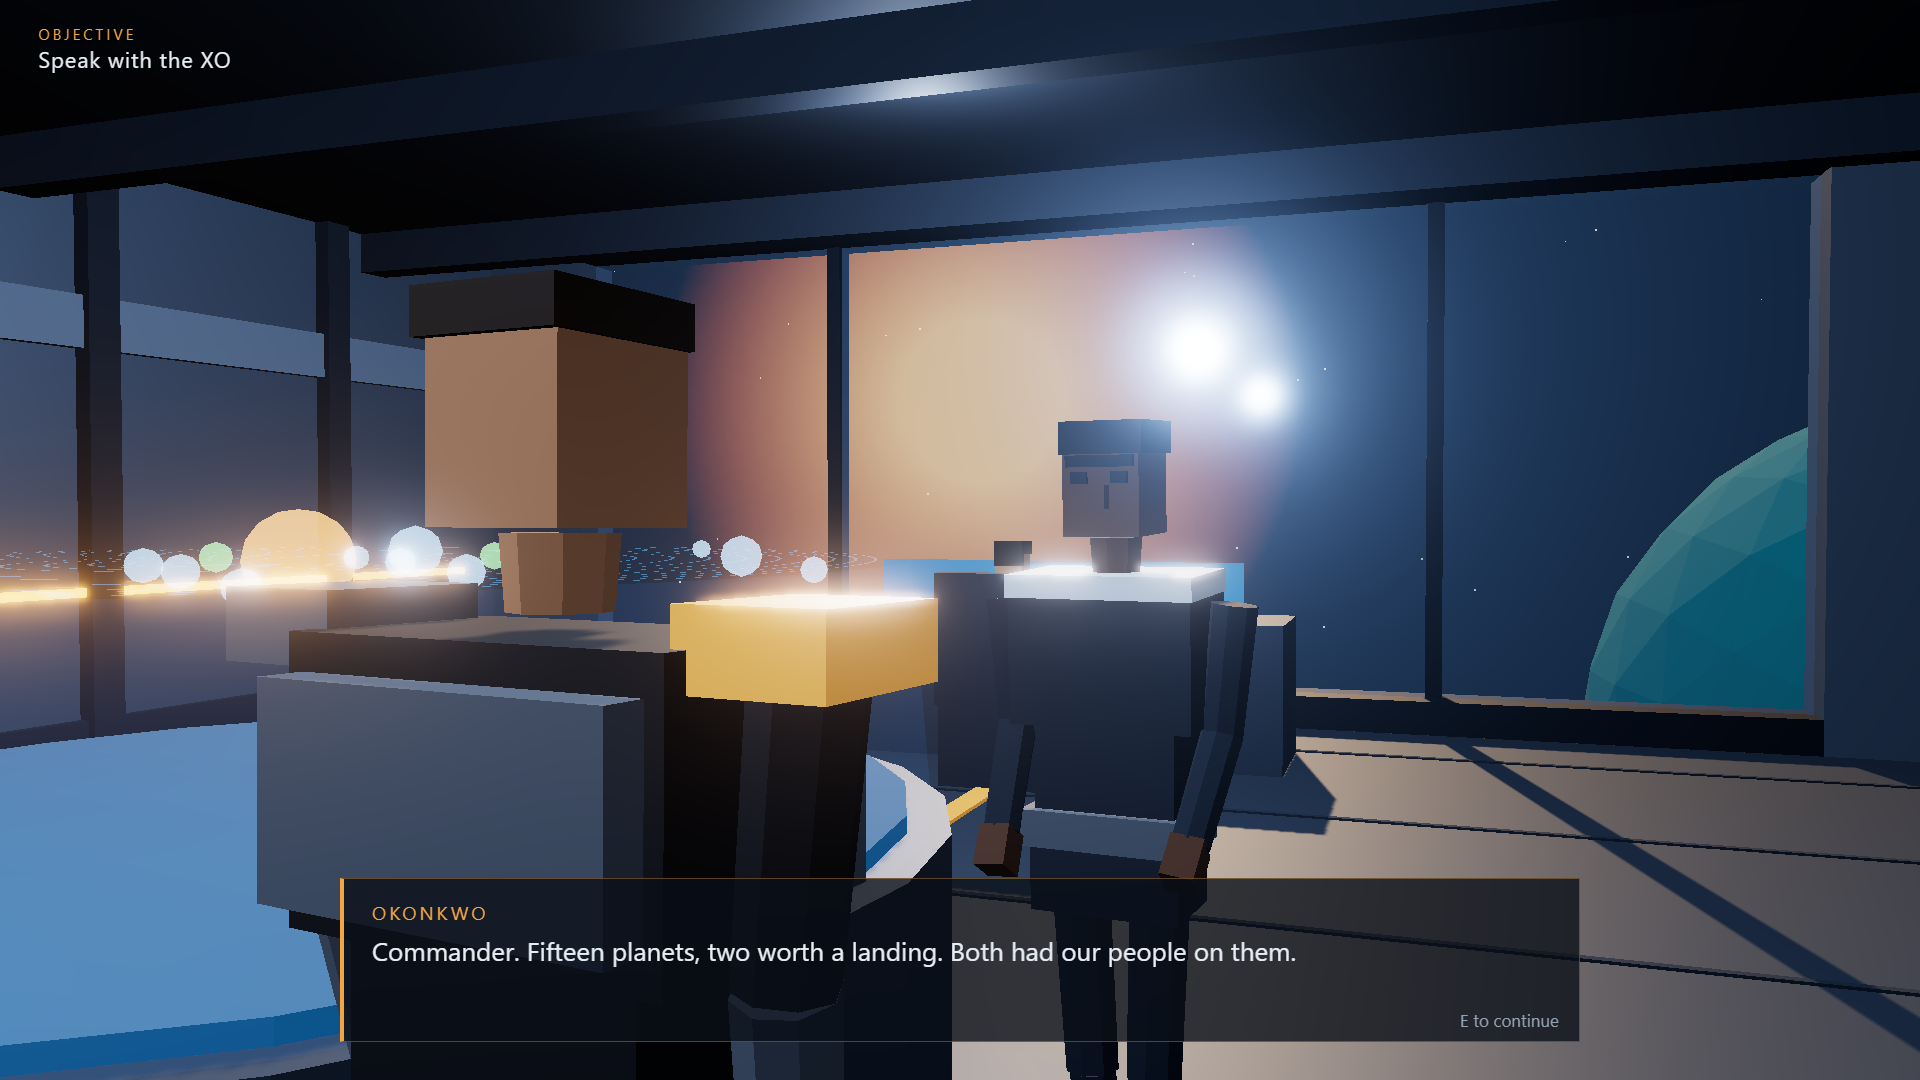 OBJECTIVE
Speak with the XO
OKONKWO
Commander. Fifteen planets, two worth a landing. Both had our people on them.
E to continue